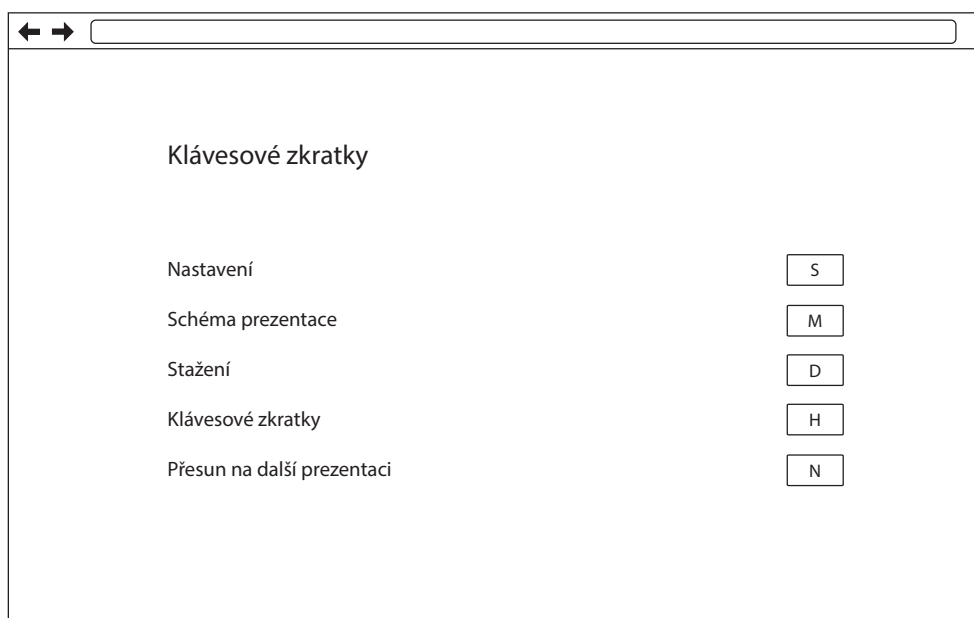 Klávesové zkratky
Nastavení S
Schéma prezentace M
Stažení D
Klávesové zkratky H
Přesun na další prezentaci N